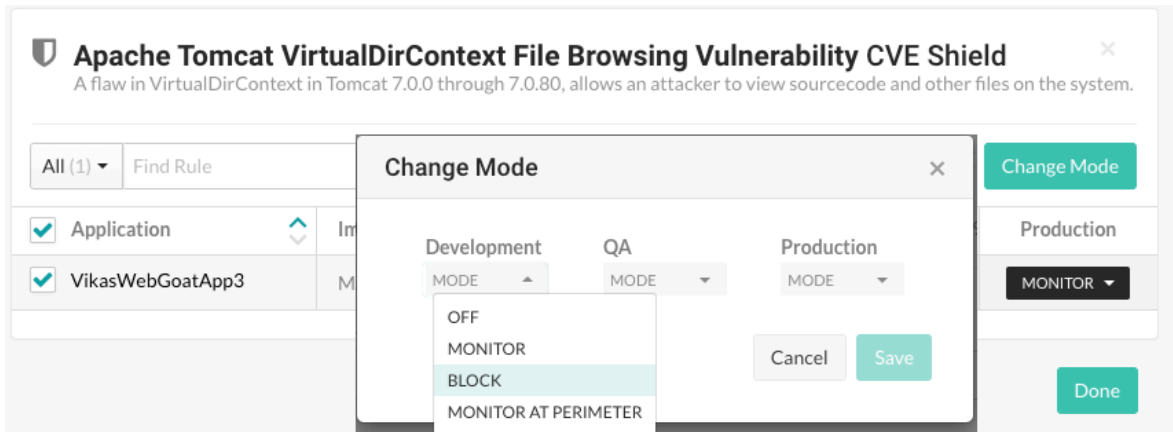 Apache Tomcat VirtualDirContext File Browsing Vulnerability CVE Shield
A flaw in VirtualDirContext in Tomcat 7.0.0 through 7.0.80, allows an attacker to view sourcecode and other files on the system.
All (1) Find Rule
Change Mode
Change Mode
Application
Production
VikasWebGoatApp3
MONITOR
Development QA Production
MODE MODE MODE
OFF
MONITOR
BLOCK
MONITOR AT PERIMETER
Cancel Save
Done